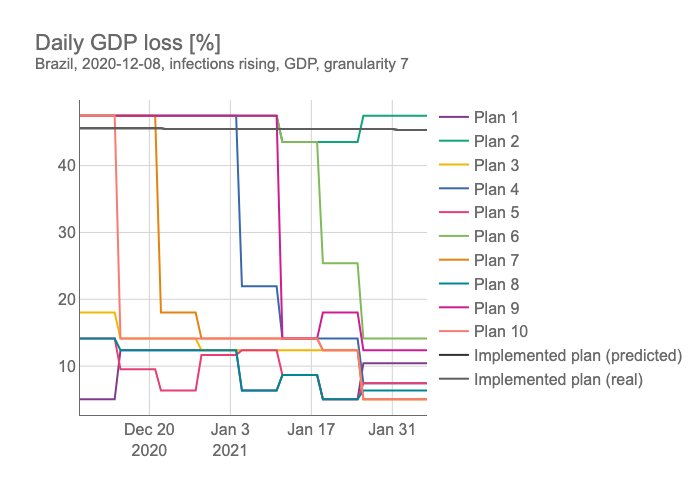 Daily GDP loss [%]
Brazil, 2020-12-08, infections rising, GDP, granularity 7
40
30
20
10
Dec 20
2020
Jan 3
2021
Jan 17
Jan 31
Plan 1
Plan 2
Plan 3
Plan 4
Plan 5
Plan 6
Plan 7
Plan 8
Plan 9
Plan 10
Implemented plan (predicted)
Implemented plan (real)